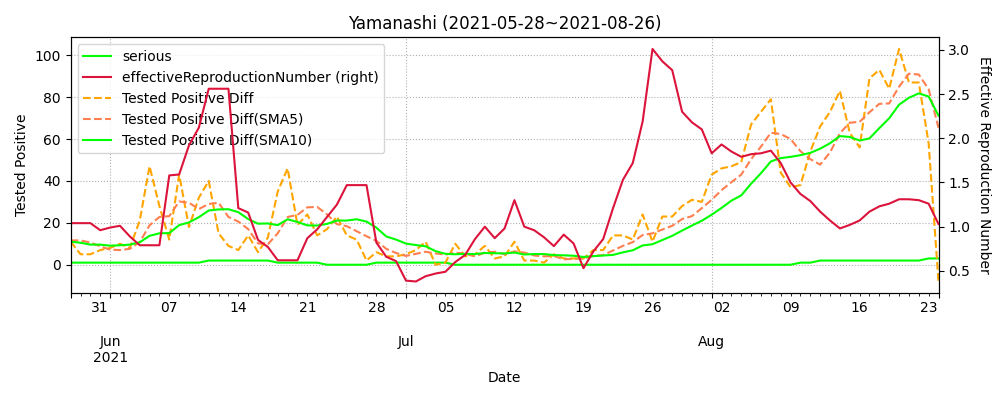 Yamanashi (2021-05-28~2021-08-26)
serious
effectiveReproductionNumber (right)
Tested Positive Diff
Tested Positive Diff(SMA5)
Tested Positive Diff(SMA10)
Tested Positive
100
80
60
40
20
0
3.0
2.5
2.0
1.5
1.0
0.5
Effective Reproduction Number
31 07 14 21 28 05 12 19 26 02 09 16 23
Jun Jul Aug
2021
Date